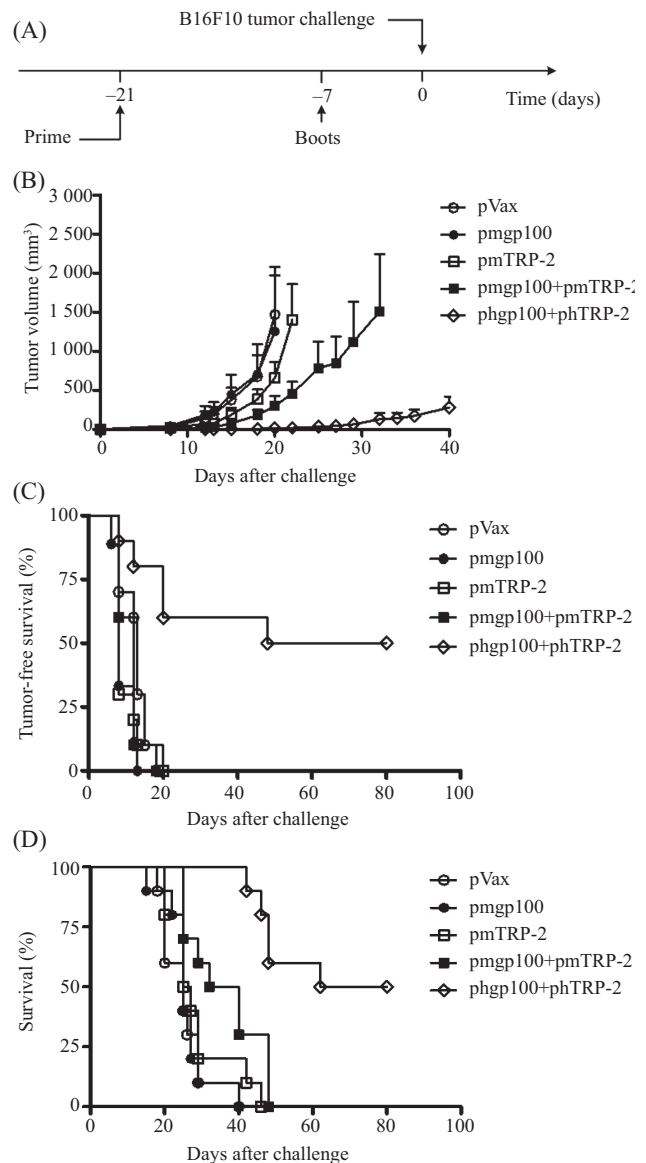 (A)
B16F10 tumor challenge
–21
–7
0
Time (days)
Prime
Boots
(B)
Tumor volume (mm³)
3 000
2 500
2 000
1 500
1 000
500
0
0
10
20
30
40
Days after challenge
pVax
pmgp100
pmTRP-2
pmgp100+pmTRP-2
phgp100+phTRP-2
(C)
Tumor-free survival (%)
100
75
50
25
0
0
20
40
60
80
100
Days after challenge
pVax
pmgp100
pmTRP-2
pmgp100+pmTRP-2
phgp100+phTRP-2
(D)
Survival (%)
100
75
50
25
0
0
20
40
60
80
100
Days after challenge
pVax
pmgp100
pmTRP-2
pmgp100+pmTRP-2
phgp100+phTRP-2